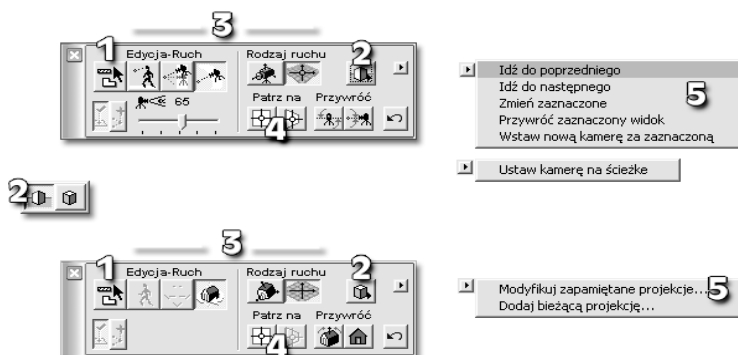 3
1 Edycja-Ruch Rodzaj ruchu 2
65 Patrz na Przywróć
4
Idź do poprzedniego
Idź do następnego
Zmień zaznaczone
Przywróć zaznaczony widok
Wstaw nową kamerę za zaznaczoną
5
Ustaw kamerę na ścieżke
2
3
1 Edycja-Ruch Rodzaj ruchu 2
Patrz na Przywróć
4
Modyfikuj zapamiętane projekcje... 5
Dodaj bieżącą projekcję...